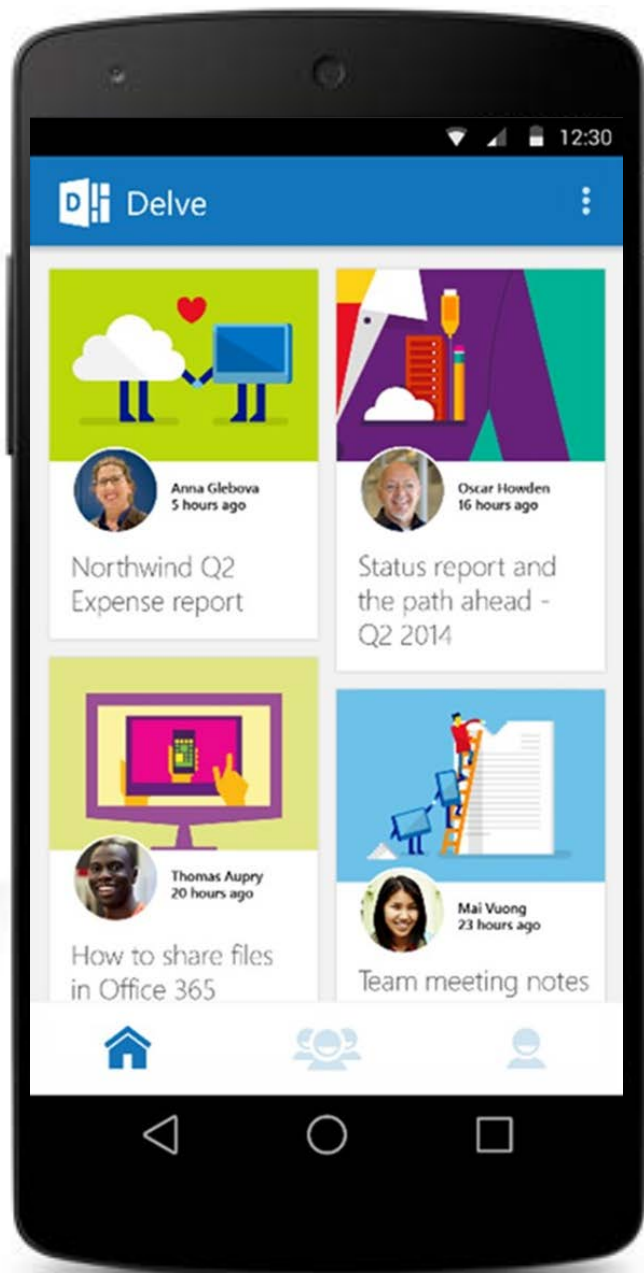 12:30
D
Delve
Anna Glebova
5 hours ago
Northwind Q2
Expense report
Oscar Howden
16 hours ago
Status report and
the path ahead -
Q2 2014
Thomas Aupry
20 hours ago
How to share files
in Office 365
Mai Vuong
23 hours ago
Team meeting notes